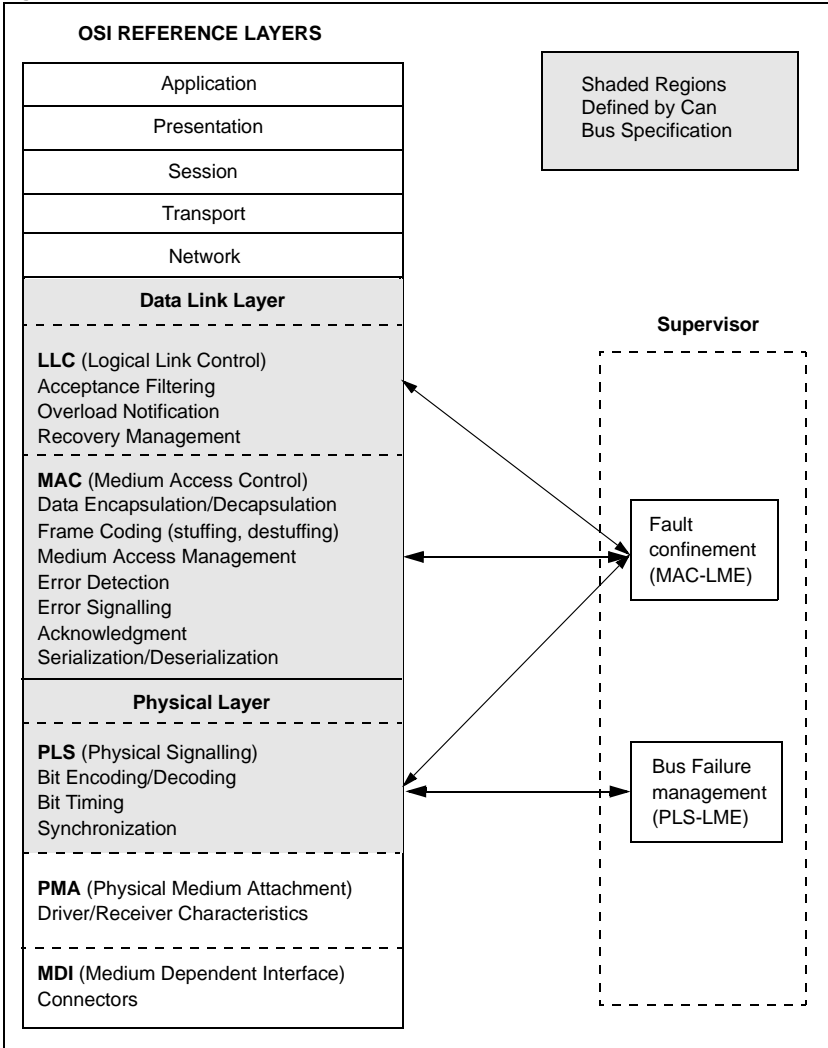 OSI REFERENCE LAYERS
Application
Presentation
Session
Transport
Network
Data Link Layer
LLC (Logical Link Control)
Acceptance Filtering
Overload Notification
Recovery Management
MAC (Medium Access Control)
Data Encapsulation/Decapsulation
Frame Coding (stuffing, destuffing)
Medium Access Management
Error Detection
Error Signalling
Acknowledgment
Serialization/Deserialization
Physical Layer
PLS (Physical Signalling)
Bit Encoding/Decoding
Bit Timing
Synchronization
PMA (Physical Medium Attachment)
Driver/Receiver Characteristics
MDI (Medium Dependent Interface)
Connectors
Shaded Regions
Defined by Can
Bus Specification
Supervisor
Fault
confinement
(MAC-LME)
Bus Failure
management
(PLS-LME)